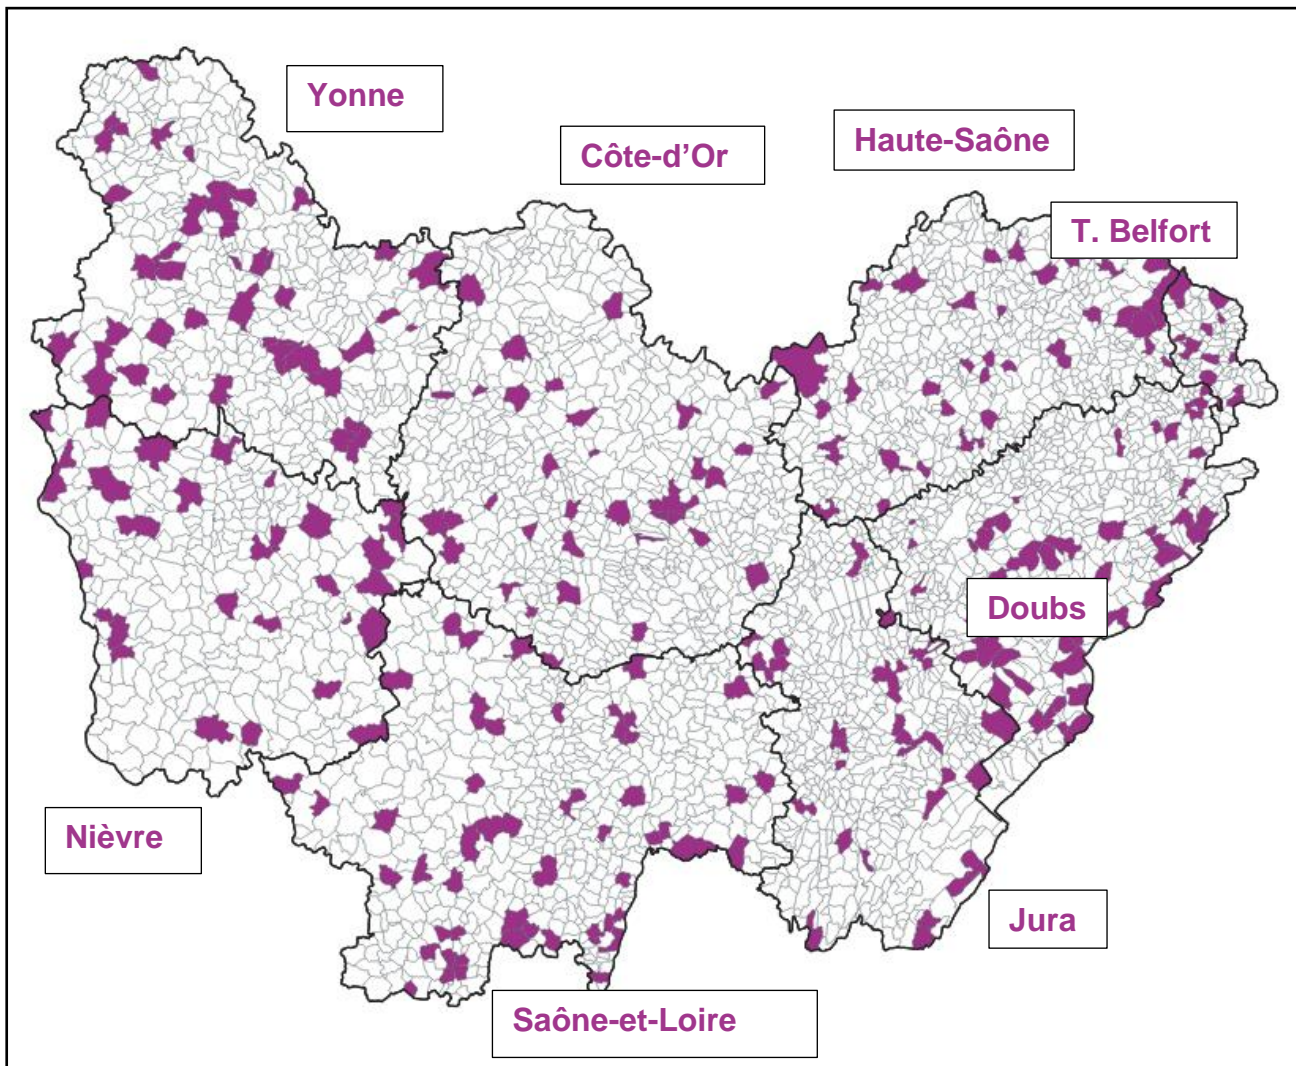 Yonne
Côte-d’Or
Haute-Saône
T. Belfort
Doubs
Nièvre
Jura
Saône-et-Loire